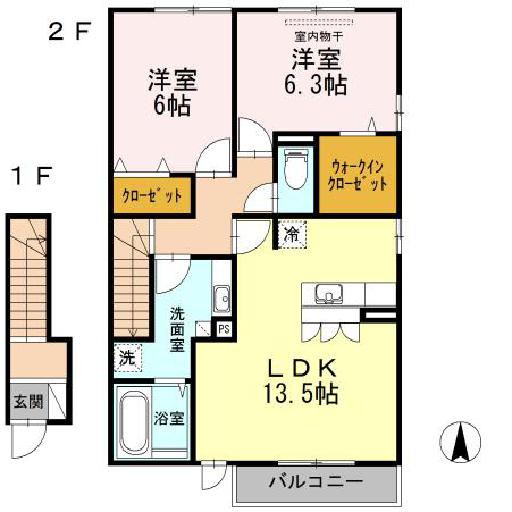 2F
洋室
6帖
室内物干
洋室
6.3帖
クローゼット
ウォークイン
クローゼット
1F
玄関
冷
洗面室
PS
洗
浴室
LDK
13.5帖
バルコニー